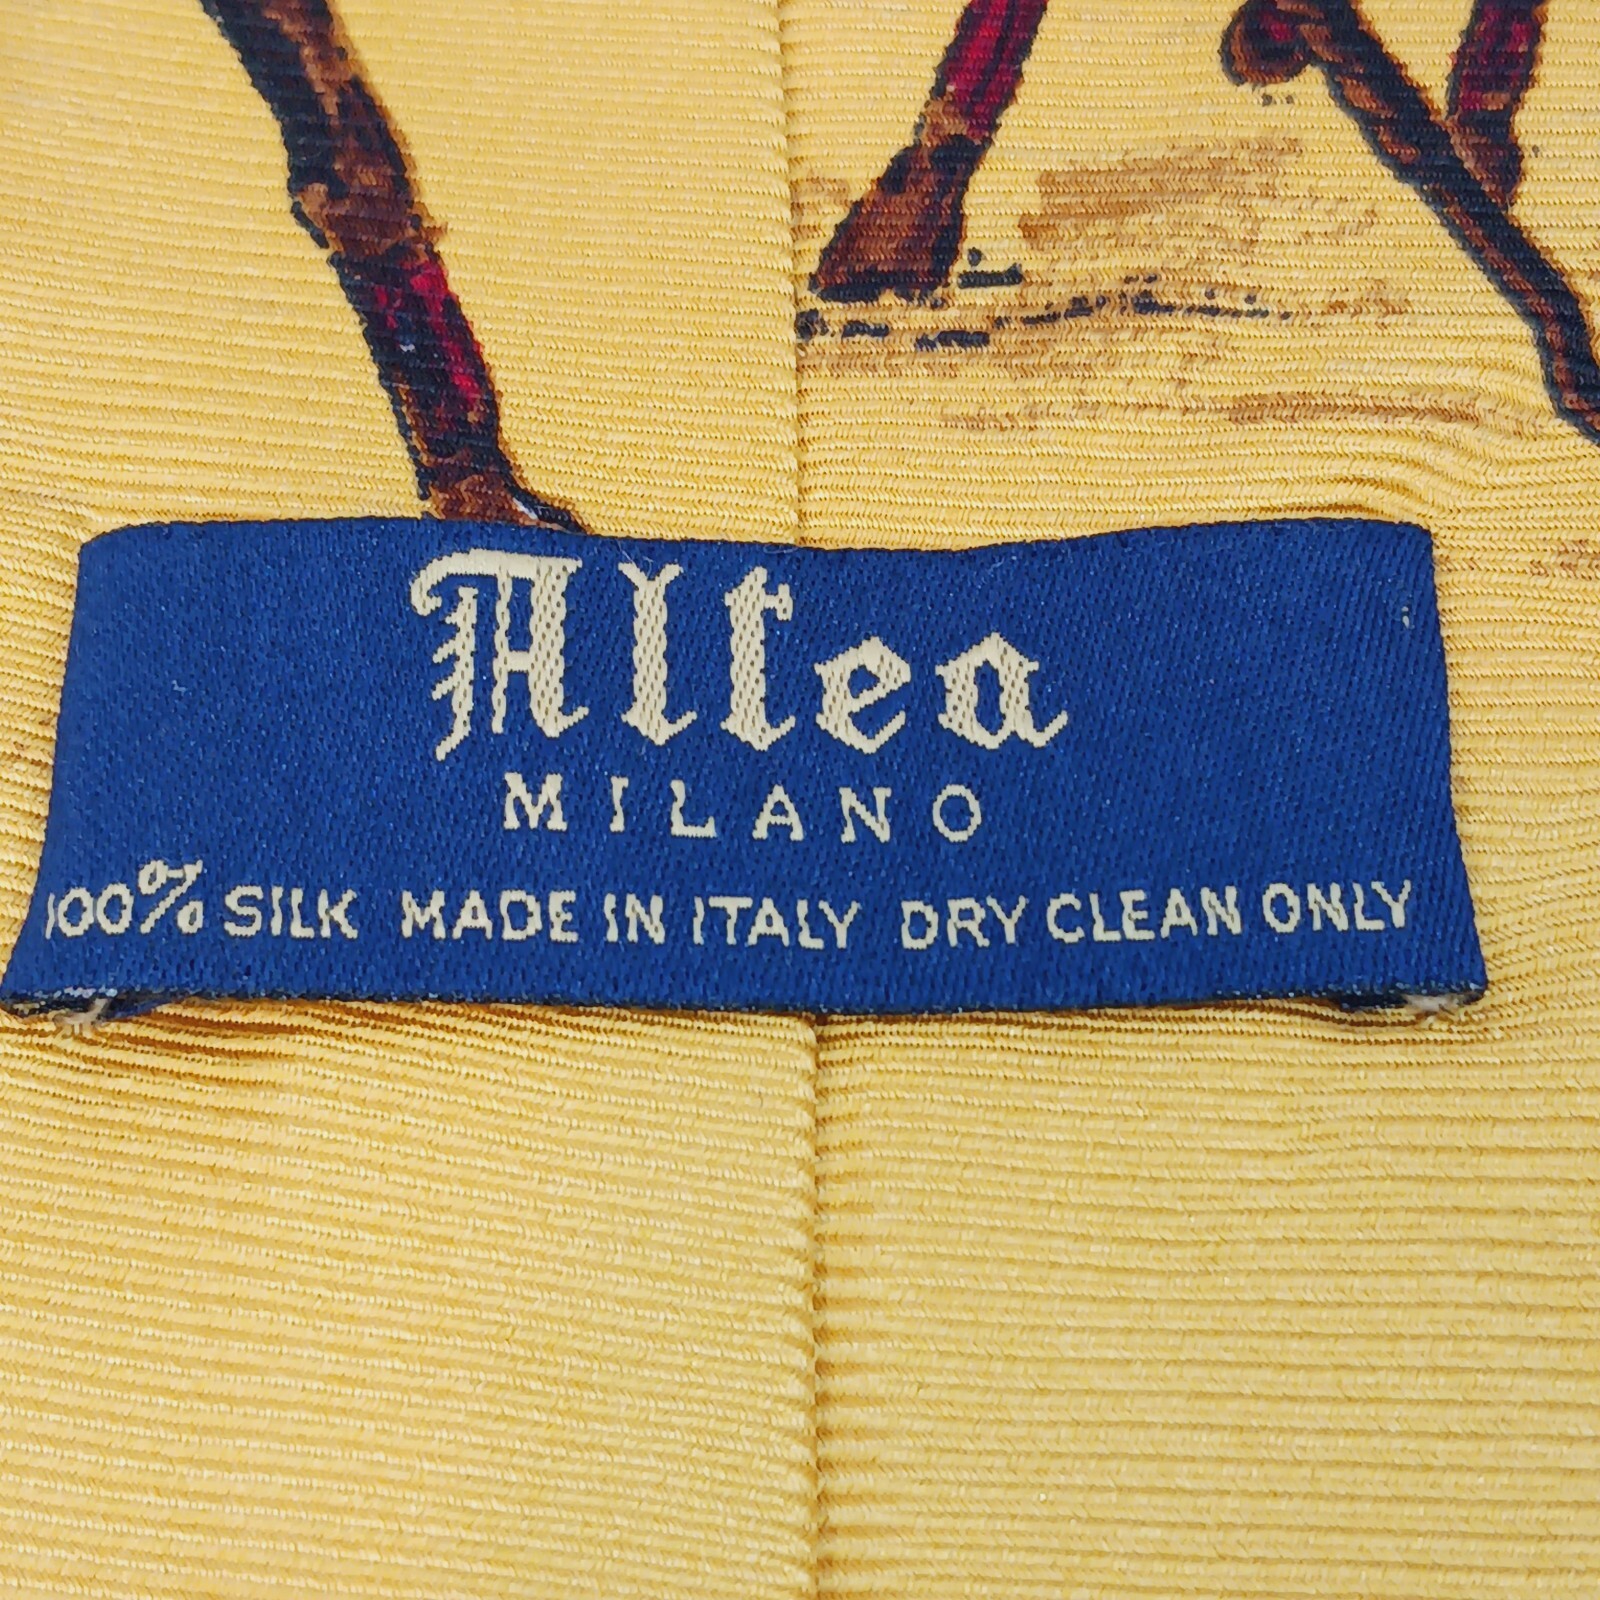 Altea
MILANO
100% SILK MADE IN ITALY DRY CLEAN ONLY